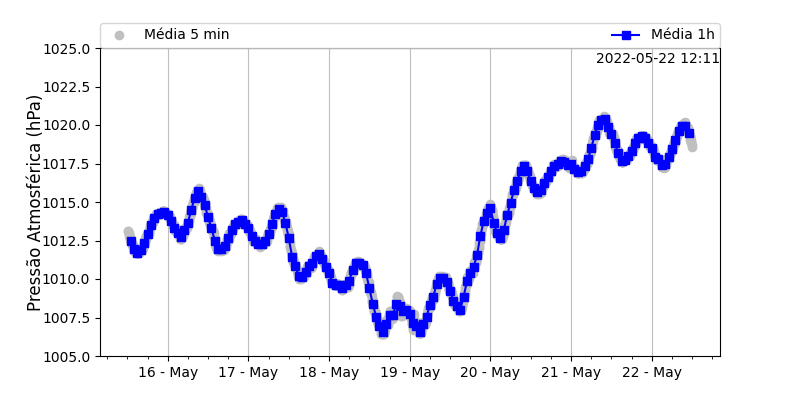 Média 5 min
Média 1h
2022-05-22 12:11
Pressão Atmosférica (hPa)
1025.0
1022.5
1020.0
1017.5
1015.0
1012.5
1010.0
1007.5
1005.0
16 - May
17 - May
18 - May
19 - May
20 - May
21 - May
22 - May